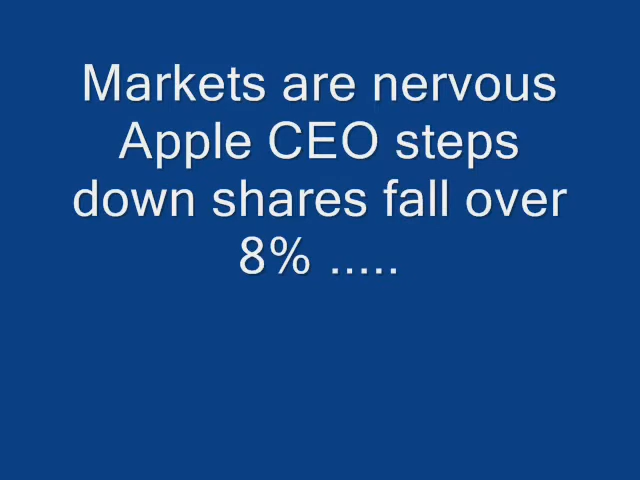 Markets are nervous
Apple CEO steps
down shares fall over
8% .....